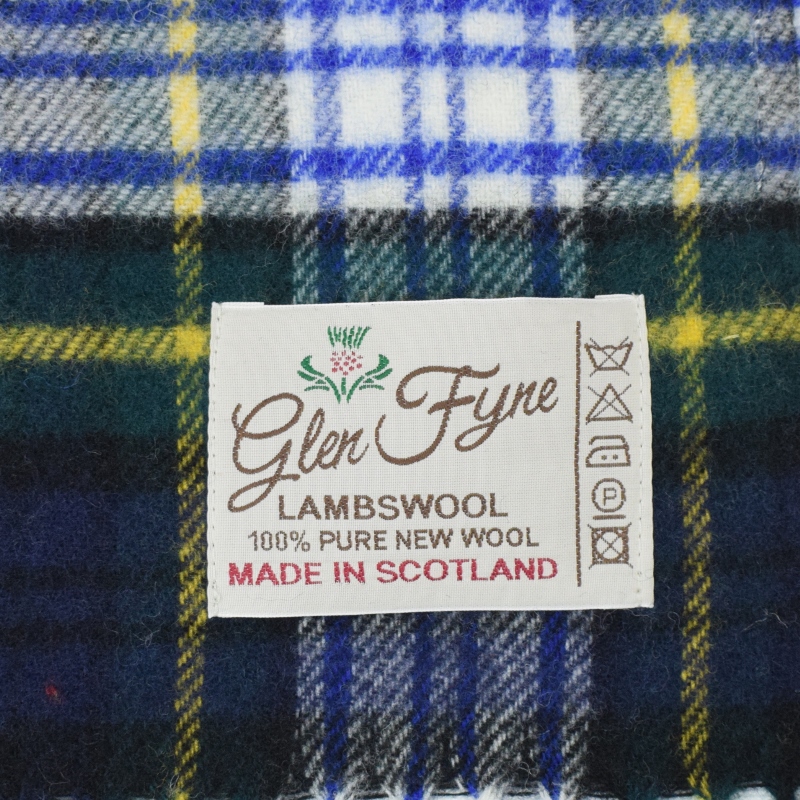 Glen Fyne
LAMBSWOOL
100% PURE NEW WOOL
MADE IN SCOTLAND
P